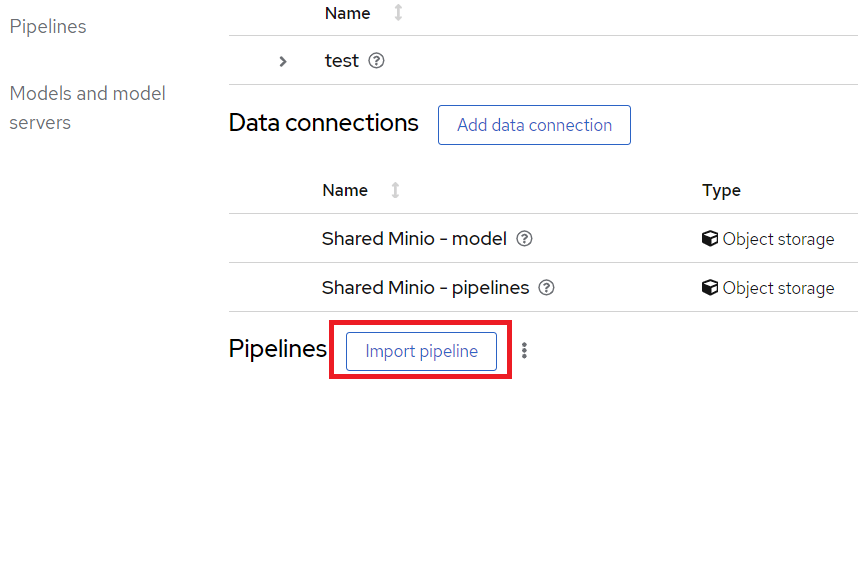 Pipelines
Models and model
servers
Name
test
Data connections Add data connection
Name Type
Shared Minio - model Object storage
Shared Minio - pipelines Object storage
Pipelines Import pipeline